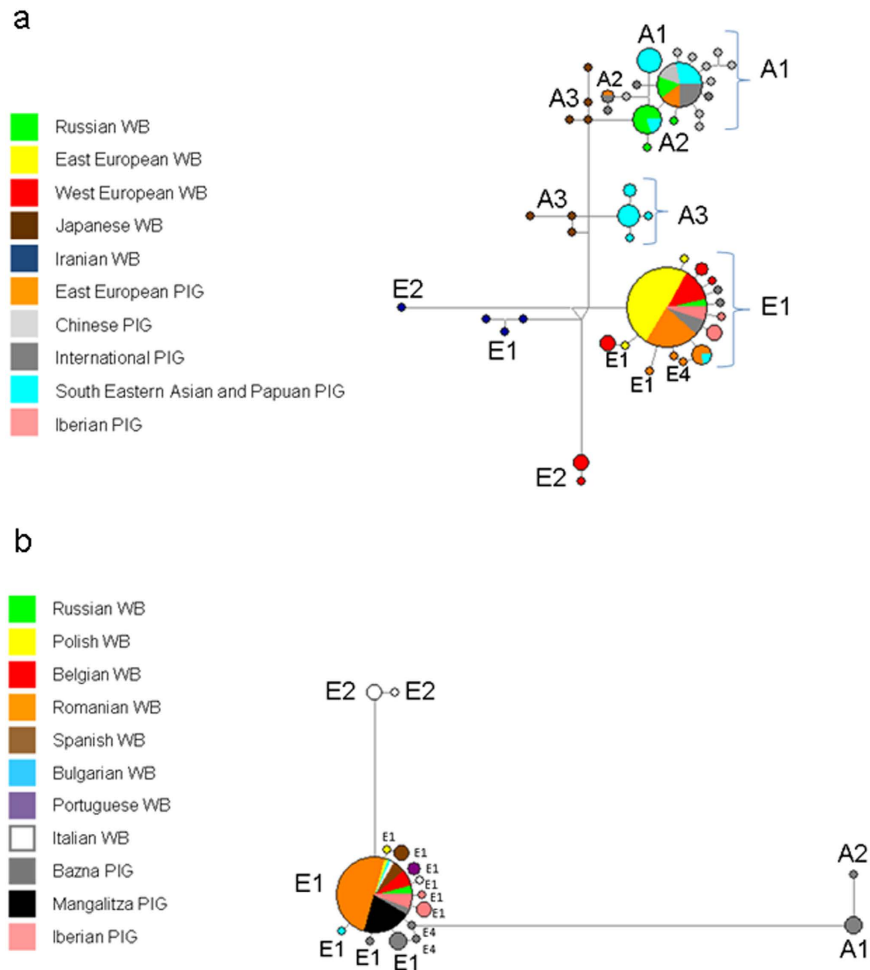 a
Russian WB
East European WB
West European WB
Japanese WB
Iranian WB
East European PIG
Chinese PIG
International PIG
South Eastern Asian and Papuan PIG
Iberian PIG
A1
A1
A2
A3
A2
A3
A3
E2
E1
E1
E1
E1
E4
E2
b
Russian WB
Polish WB
Belgian WB
Romanian WB
Spanish WB
Bulgarian WB
Portuguese WB
Italian WB
Bazna PIG
Mangalitza PIG
Iberian PIG
E2
E2
E1
E1
E1
E1
E1
E1
E1
E4
E4
E1
E1
E1
A2
A1